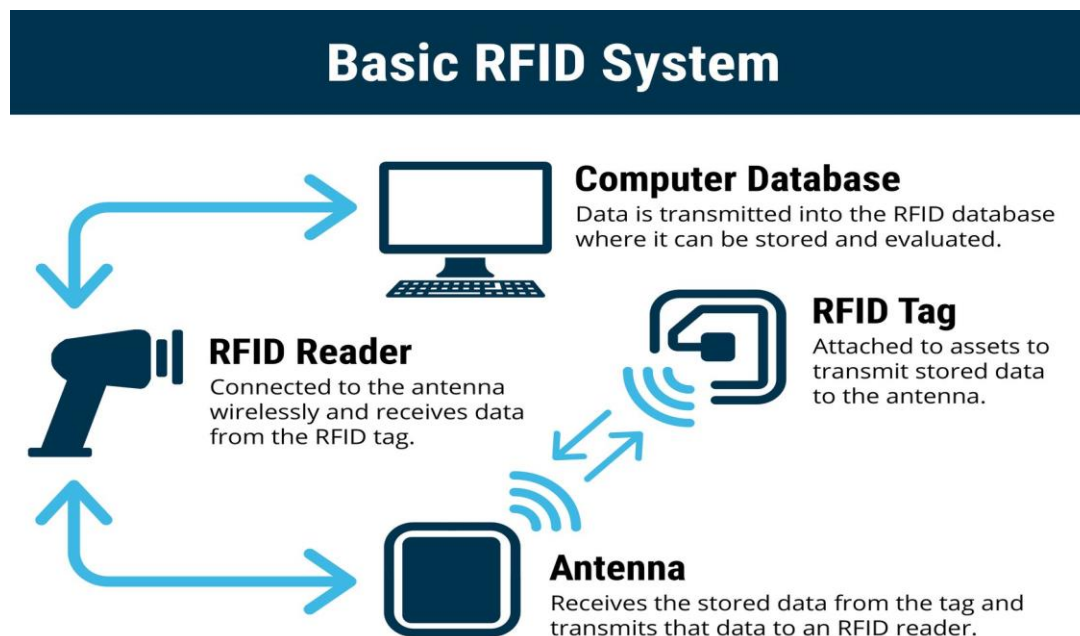 Basic RFID System
Computer Database
Data is transmitted into the RFID database
where it can be stored and evaluated.
RFID Tag
Attached to assets to
transmit stored data
to the antenna.
RFID Reader
Connected to the antenna
wirelessly and receives data
from the RFID tag.
Antenna
Receives the stored data from the tag and
transmits that data to an RFID reader.